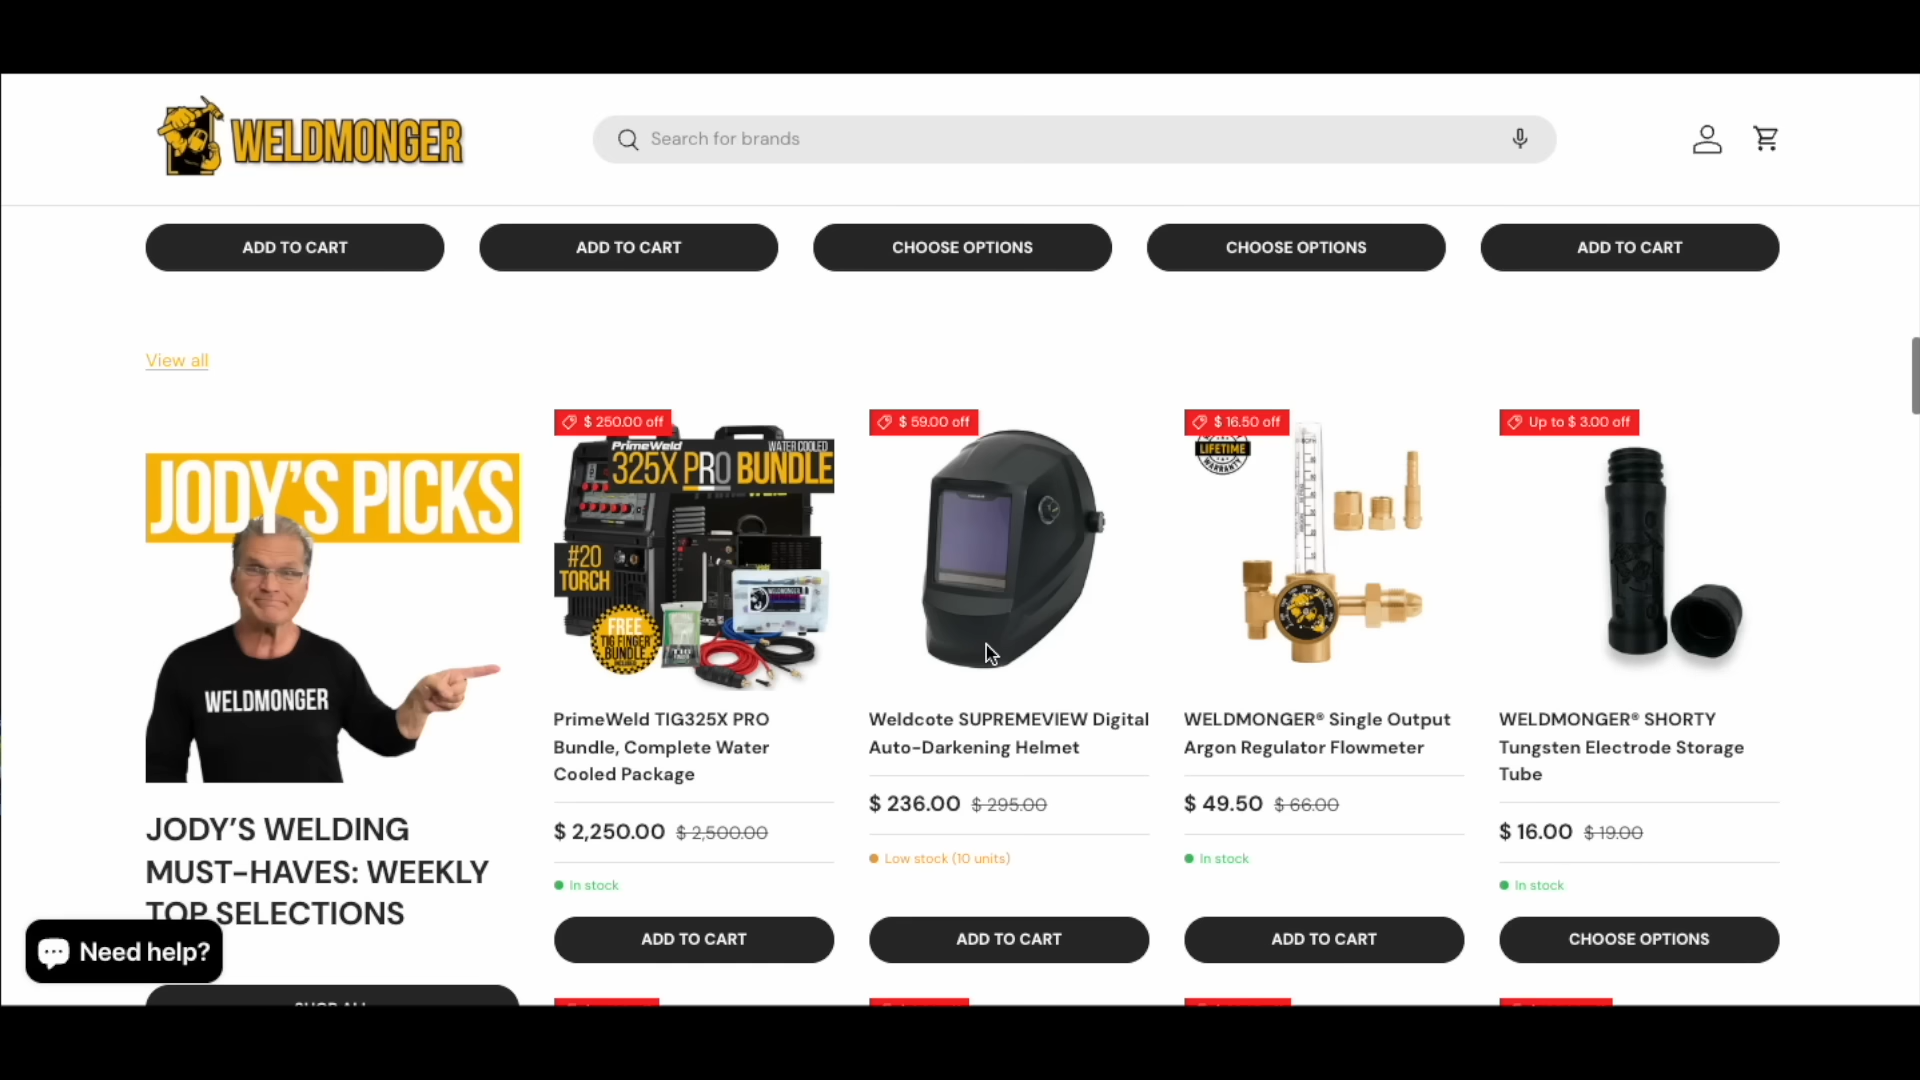 WELDMONGER
Search for brands
ADD TO CART
ADD TO CART
CHOOSE OPTIONS
CHOOSE OPTIONS
ADD TO CART
View all
JODY'S PICKS
WELDMONGER
JODY'S WELDING
MUST-HAVES: WEEKLY
TOP SELECTIONS
$ 250.00 off
PrimeWeld
WATER COOLED
325X PRO BUNDLE
#20
TORCH
FREE
TIG FINGER
BUNDLE
INCLUDED
PrimeWeld TIG325X PRO
Bundle, Complete Water
Cooled Package
$ 2,250.00 $ 2,500.00
In stock
ADD TO CART
$ 59.00 off
Weldcote SUPREMEVIEW Digital
Auto-Darkening Helmet
$ 236.00 $ 295.00
Low stock (10 units)
ADD TO CART
$ 16.50 off
LIFETIME
WARRANTY
WELDMONGER® Single Output
Argon Regulator Flowmeter
$ 49.50 $ 66.00
In stock
ADD TO CART
Up to $ 3.00 off
WELDMONGER® SHORTY
Tungsten Electrode Storage
Tube
$ 16.00 $ 19.00
In stock
CHOOSE OPTIONS
Need help?
SHOP ALL